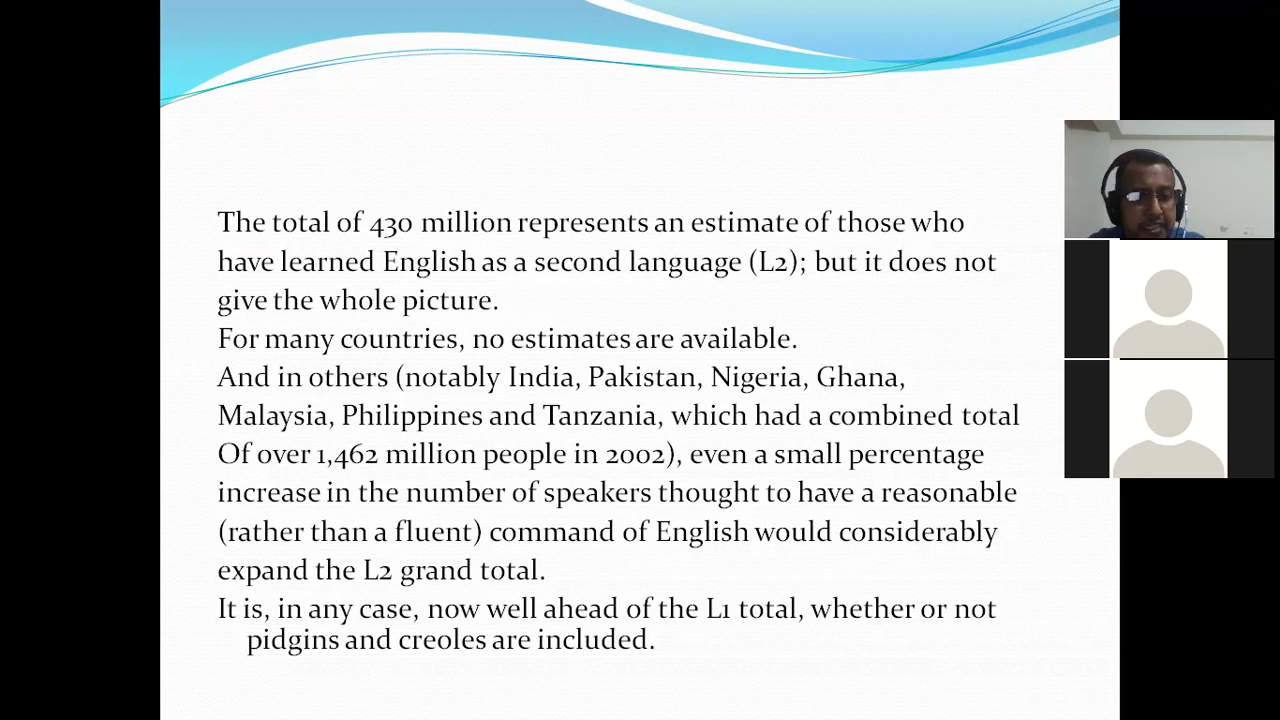 The total of 430 million represents an estimate of those who
have learned English as a second language (L2); but it does not
give the whole picture.
For many countries, no estimates are available.
And in others (notably India, Pakistan, Nigeria, Ghana,
Malaysia, Philippines and Tanzania, which had a combined total
Of over 1,462 million people in 2002), even a small percentage
increase in the number of speakers thought to have a reasonable
(rather than a fluent) command of English would considerably
expand the L2 grand total.
It is, in any case, now well ahead of the L1 total, whether or not
pidgins and creoles are included.